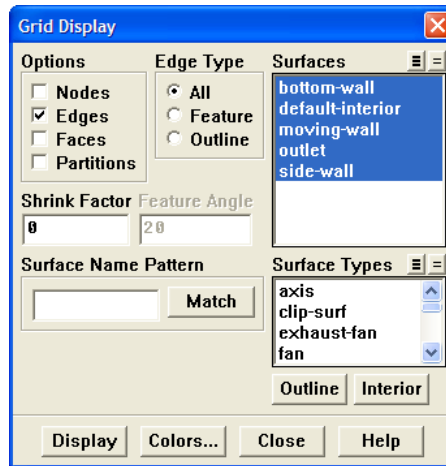 Grid Display
Options
Nodes
Edges
Faces
Partitions
Edge Type
All
Feature
Outline
Surfaces
bottom-wall
default-interior
moving-wall
outlet
side-wall
Shrink Factor
0
Feature Angle
20
Surface Name Pattern
Match
Surface Types
axis
clip-surf
exhaust-fan
fan
Outline
Interior
Display
Colors...
Close
Help